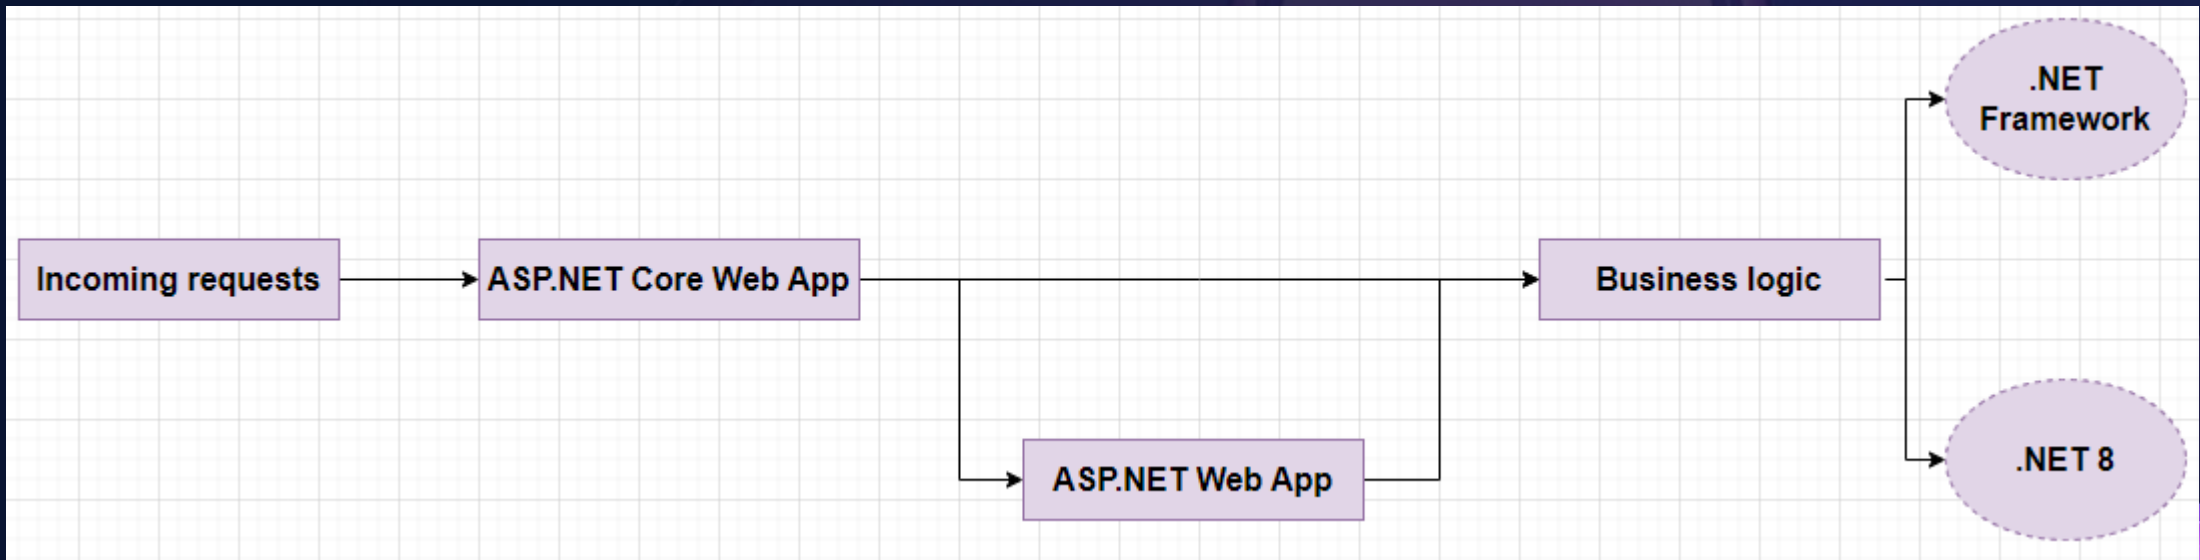 .NET
Framework
Incoming requests
ASP.NET Core Web App
Business logic
ASP.NET Web App
.NET 8